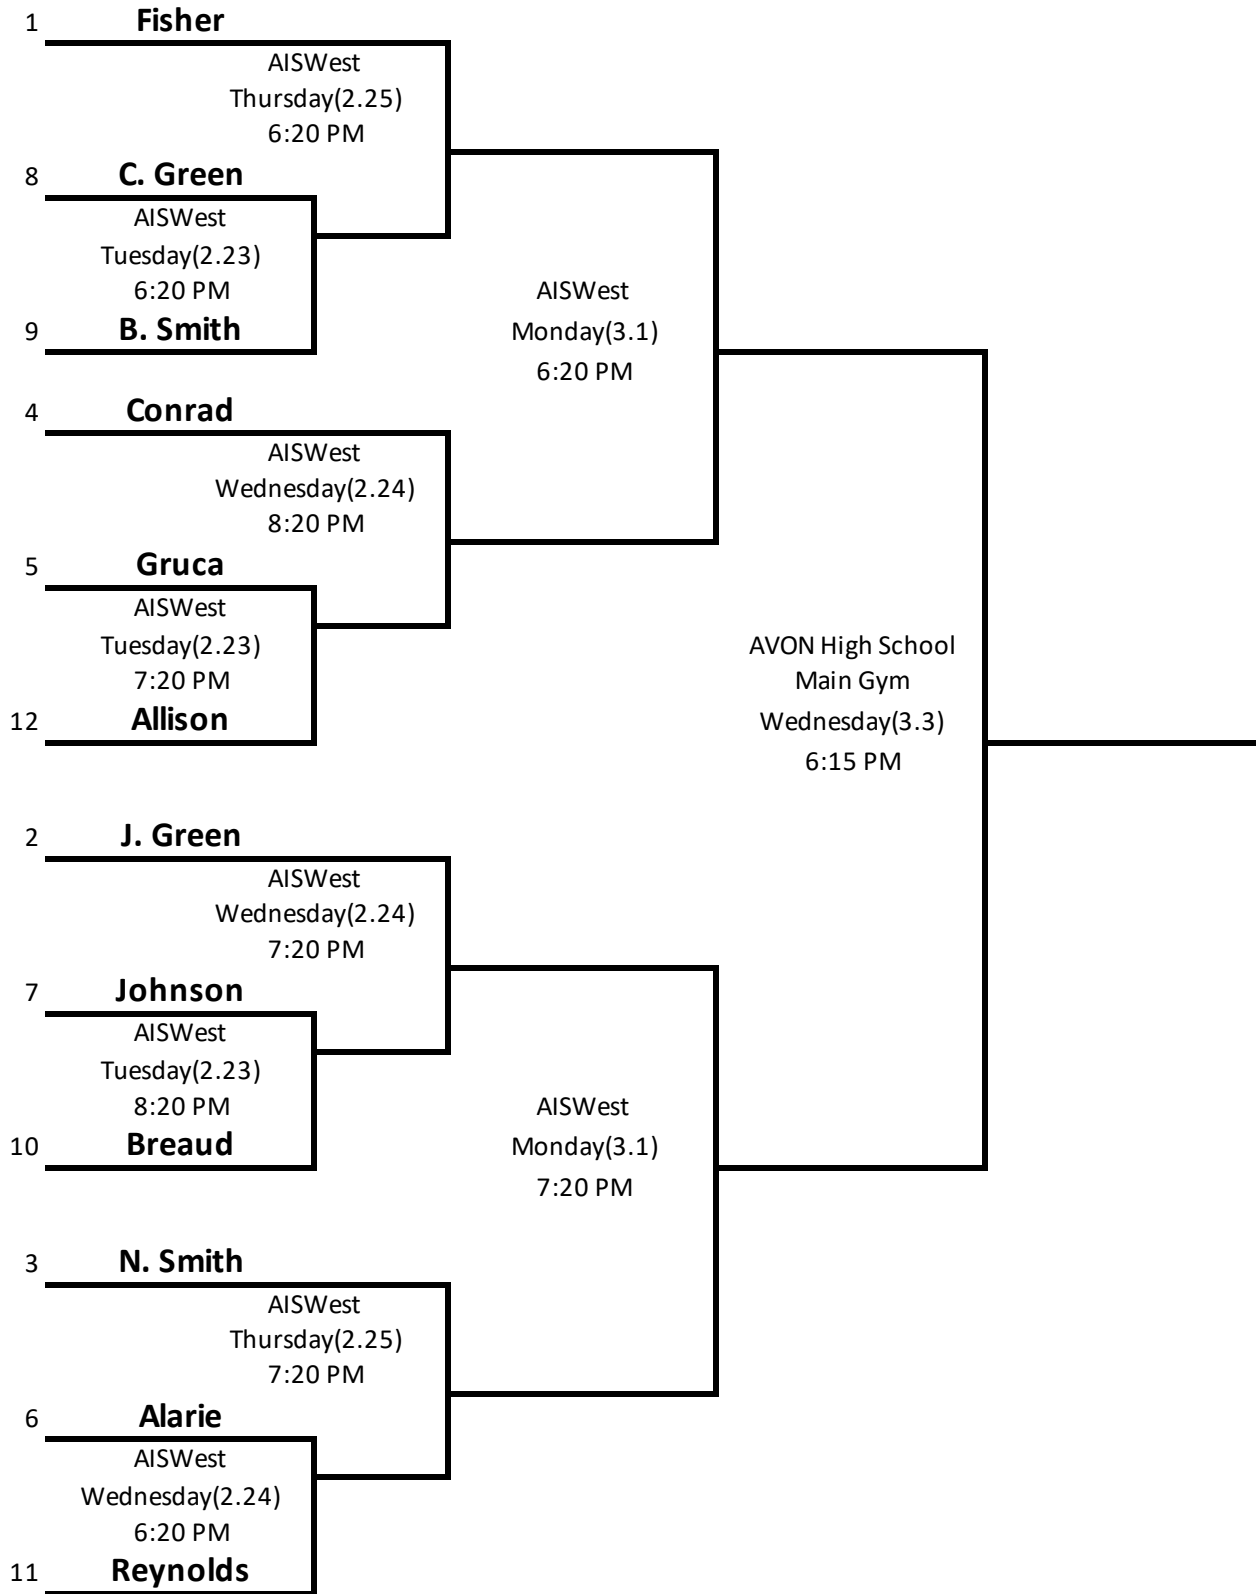 1 Fisher
AISWest
Thursday(2.25)
6:20 PM
8 C. Green
AISWest
Tuesday(2.23)
6:20 PM
9 B. Smith
AISWest
Monday(3.1)
6:20 PM
4 Conrad
AISWest
Wednesday(2.24)
8:20 PM
5 Gruca
AISWest
Tuesday(2.23)
7:20 PM
12 Allison
AVON High School
Main Gym
Wednesday(3.3)
6:15 PM
2 J. Green
AISWest
Wednesday(2.24)
7:20 PM
7 Johnson
AISWest
Tuesday(2.23)
8:20 PM
10 Breaud
AISWest
Monday(3.1)
7:20 PM
3 N. Smith
AISWest
Thursday(2.25)
7:20 PM
6 Alarie
AISWest
Wednesday(2.24)
6:20 PM
11 Reynolds